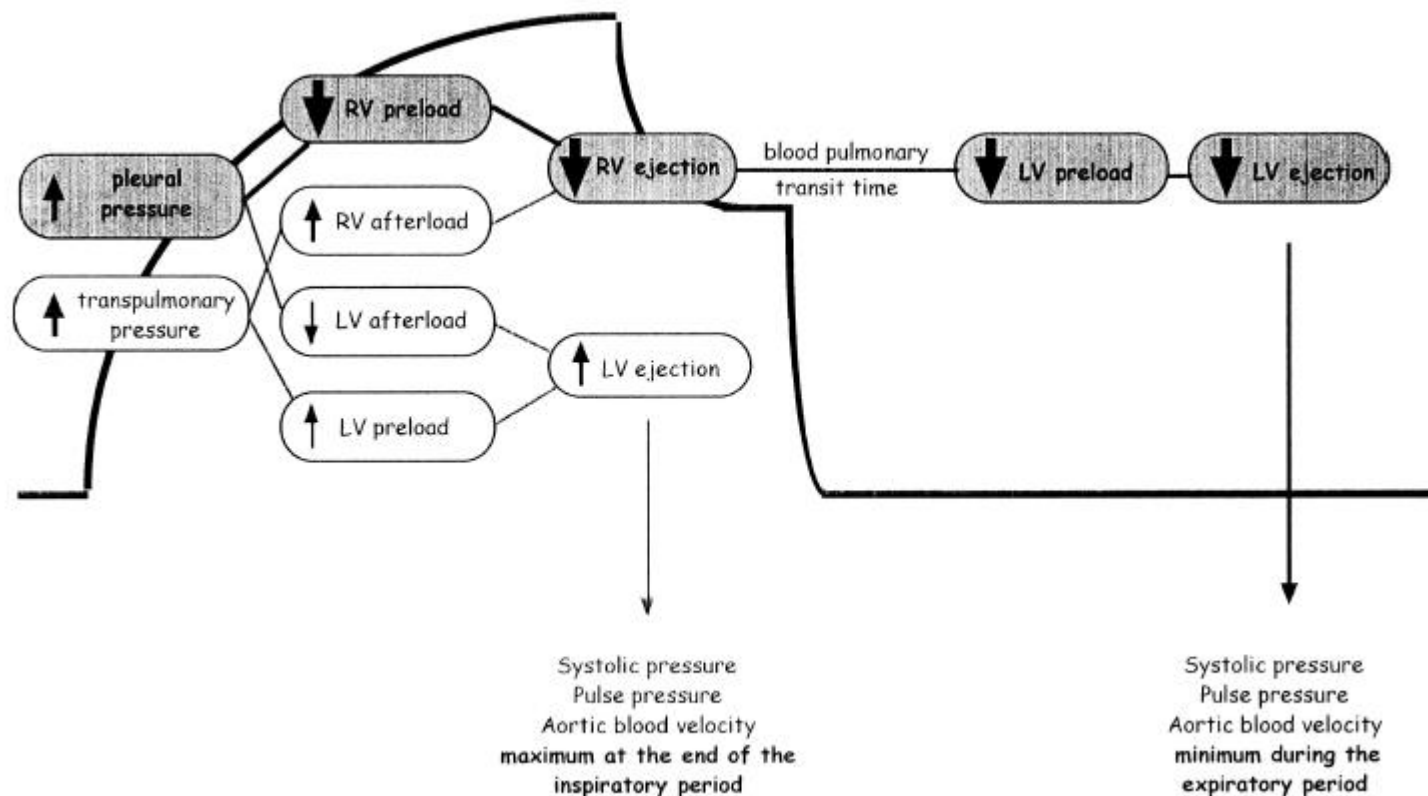 RV preload
pleural
pressure
RV ejection
blood pulmonary
transit time
LV preload
LV ejection
RV afterload
transpulmonary
pressure
LV afterload
LV ejection
LV preload
Systolic pressure
Pulse pressure
Aortic blood velocity
maximum at the end of the
inspiratory period
Systolic pressure
Pulse pressure
Aortic blood velocity
minimum during the
expiratory period